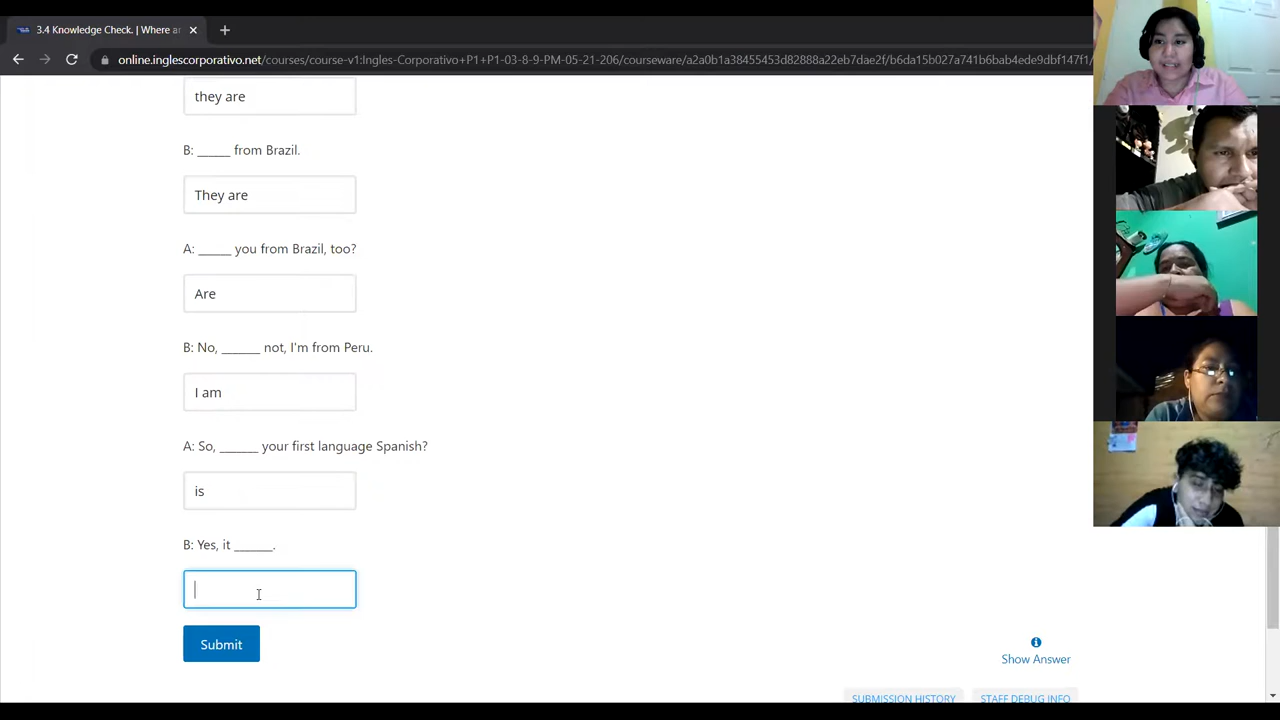 3.4 Knowledge Check. | Where a
online.inglescorporativo.net/courses/course-v1:Ingles-Corporativo+P1+P1-03-8-9-PM-05-21-206/courseware/a2a0b1a38455453d82888a22eb7dae2f/b6da15b027a741b6bab4ede9dbf147f1/
they are
B: _____ from Brazil.
They are
A: _____ you from Brazil, too?
Are
B: No, ______ not, I'm from Peru.
I am
A: So, ______ your first language Spanish?
is
B: Yes, it ______.
Submit
Show Answer
SUBMISSION HISTORY
STAFF DEBUG INFO